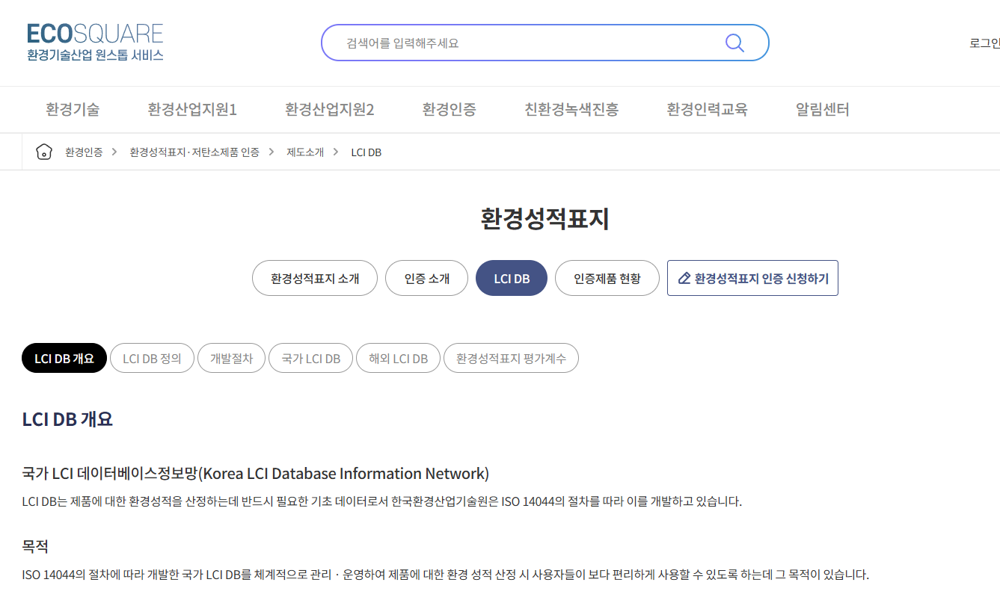 ECOSQUARE
환경기술산업 원스톱 서비스
검색어를 입력해주세요
로그인
환경기술 환경산업지원1 환경산업지원2 환경인증 친환경녹색진흥 환경인력교육 알림센터
환경인증 > 환경성적표지·저탄소제품 인증 > 제도소개 > LCI DB
환경성적표지
환경성적표지 소개 인증 소개 LCI DB 인증제품 현황 환경성적표지 인증 신청하기
LCI DB 개요 LCI DB 정의 개발절차 국가 LCI DB 해외 LCI DB 환경성적표지 평가계수
LCI DB 개요
국가 LCI 데이터베이스정보망(Korea LCI Database Information Network)
LCI DB는 제품에 대한 환경성적을 산정하는데 반드시 필요한 기초 데이터로서 한국환경산업기술원은 ISO 14044의 절차를 따라 이를 개발하고 있습니다.
목적
ISO 14044의 절차에 따라 개발한 국가 LCI DB를 체계적으로 관리 · 운영하여 제품에 대한 환경 성적 산정 시 사용자들이 보다 편리하게 사용할 수 있도록 하는데 그 목적이 있습니다.